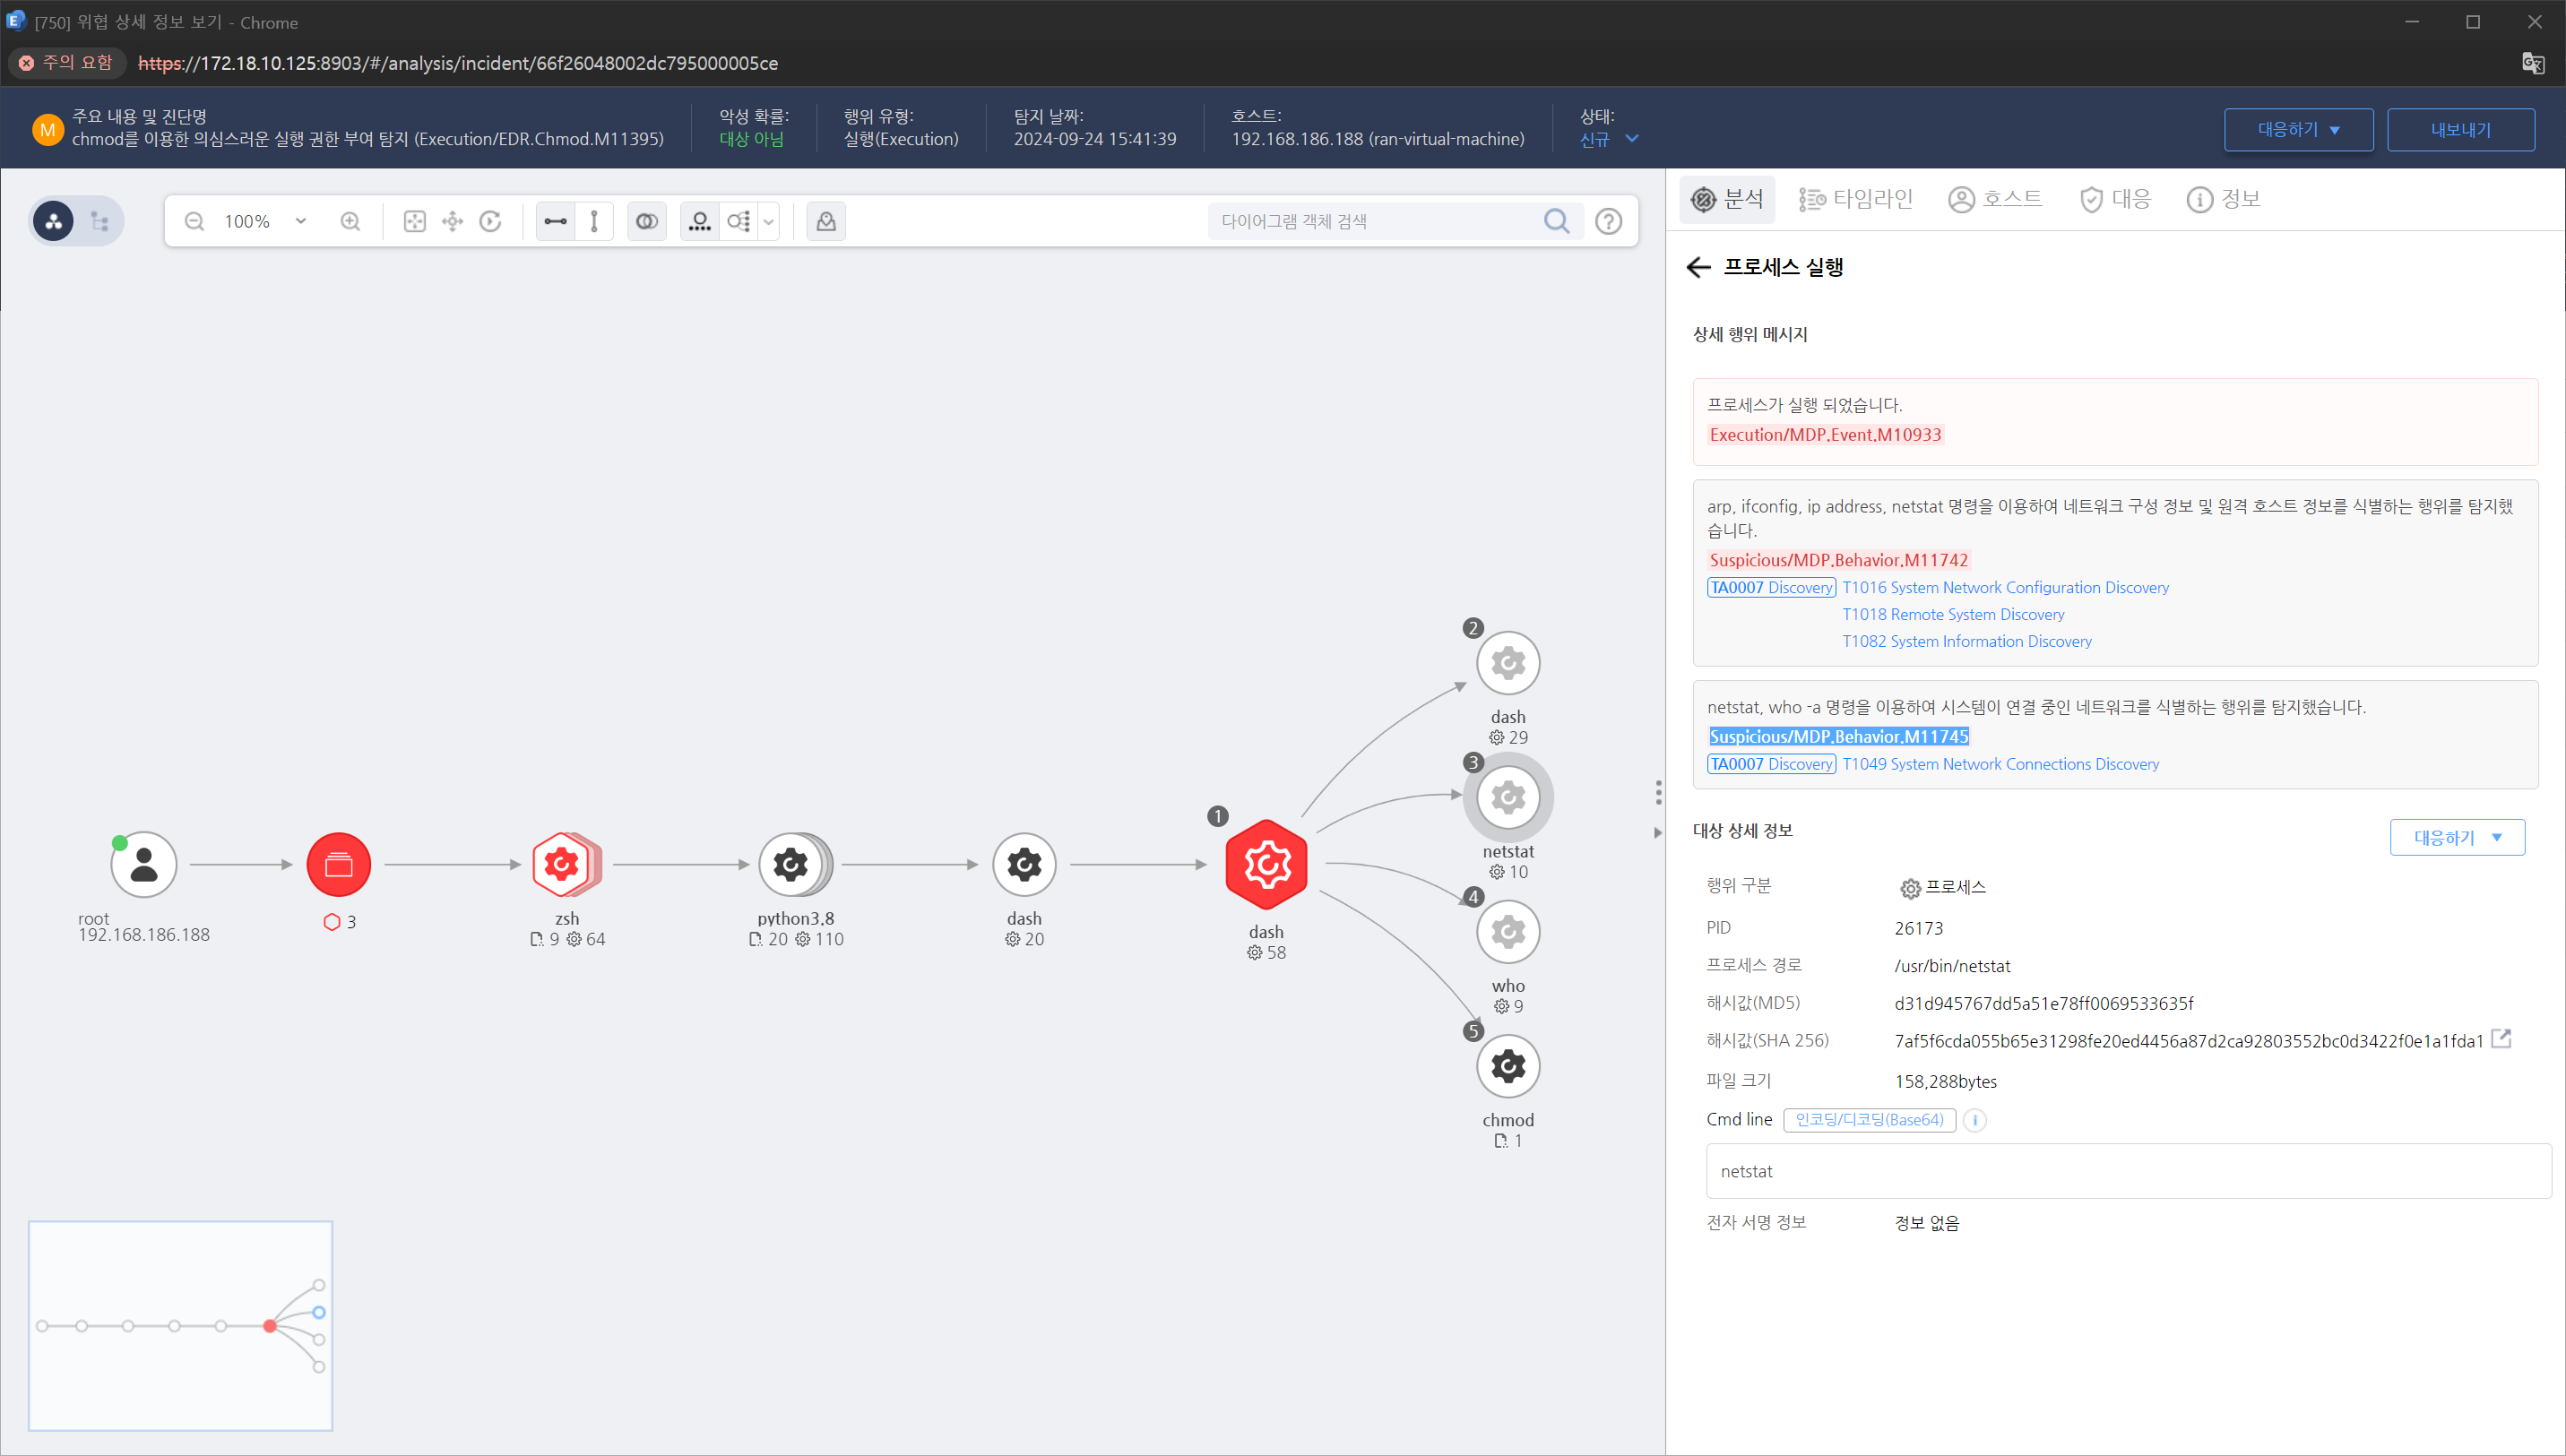 [750] 위협 상세 정보 보기 - Chrome
주의 요함 https://172.18.10.125:8903/#/analysis/incident/66f26048002dc795000005ce
M 주요 내용 및 진단명
chmod를 이용한 의심스러운 실행 권한 부여 탐지 (Execution/EDR.Chmod.M11395)
악성 확률:
대상 아님
행위 유형:
실행(Execution)
탐지 날짜:
2024-09-24 15:41:39
호스트:
192.168.186.188 (ran-virtual-machine)
상태:
신규
대응하기 ▼
내보내기
100%
다이어그램 객체 검색
root
192.168.186.188
3
zsh
9 64
python3.8
20 110
dash
20
1
dash
58
2
dash
29
3
netstat
10
4
who
9
5
chmod
1
분석 타임라인 호스트 대응 정보
프로세스 실행
상세 행위 메시지
프로세스가 실행 되었습니다.
Execution/MDP.Event.M10933
arp, ifconfig, ip address, netstat 명령을 이용하여 네트워크 구성 정보 및 원격 호스트 정보를 식별하는 행위를 탐지했
습니다.
Suspicious/MDP.Behavior.M11742
TA0007 Discovery T1016 System Network Configuration Discovery
T1018 Remote System Discovery
T1082 System Information Discovery
netstat, who -a 명령을 이용하여 시스템이 연결 중인 네트워크를 식별하는 행위를 탐지했습니다.
Suspicious/MDP.Behavior.M11745
TA0007 Discovery T1049 System Network Connections Discovery
대상 상세 정보
대응하기 ▼
행위 구분 프로세스
PID 26173
프로세스 경로 /usr/bin/netstat
해시값(MD5) d31d945767dd5a51e78ff0069533635f
해시값(SHA 256) 7af5f6cda055b65e31298fe20ed4456a87d2ca92803552bc0d3422f0e1a1fda1
파일 크기 158,288bytes
Cmd line 인코딩/디코딩(Base64)
netstat
전자 서명 정보 정보 없음